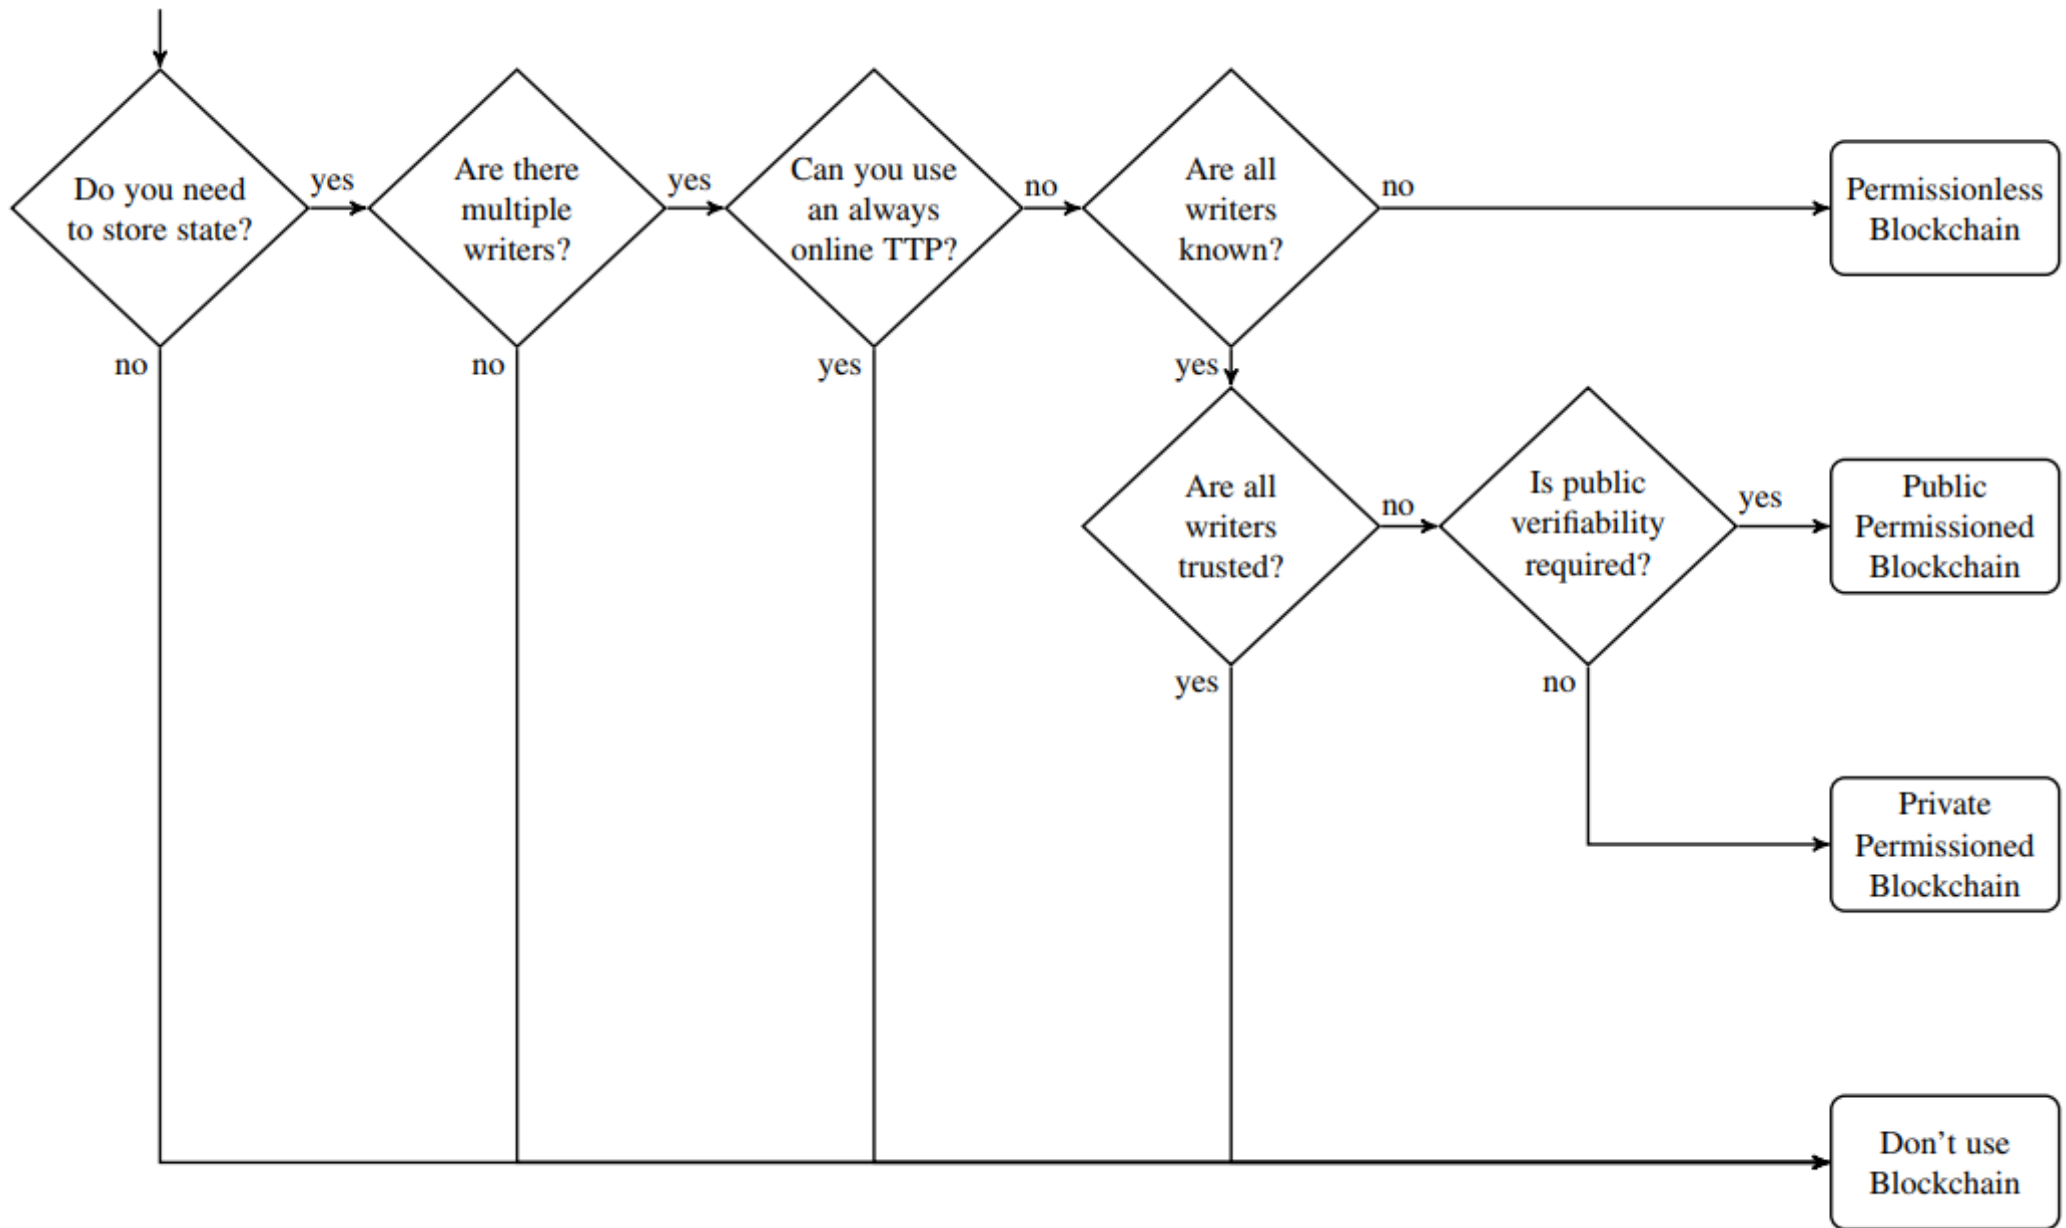 Do you need
to store state?
yes
Are there
multiple
writers?
yes
Can you use
an always
online TTP?
no
Are all
writers
known?
no
Permissionless
Blockchain
no
no
yes
yes
Are all
writers
trusted?
no
Is public
verifiability
required?
yes
Public
Permissioned
Blockchain
yes
no
Private
Permissioned
Blockchain
Don't use
Blockchain